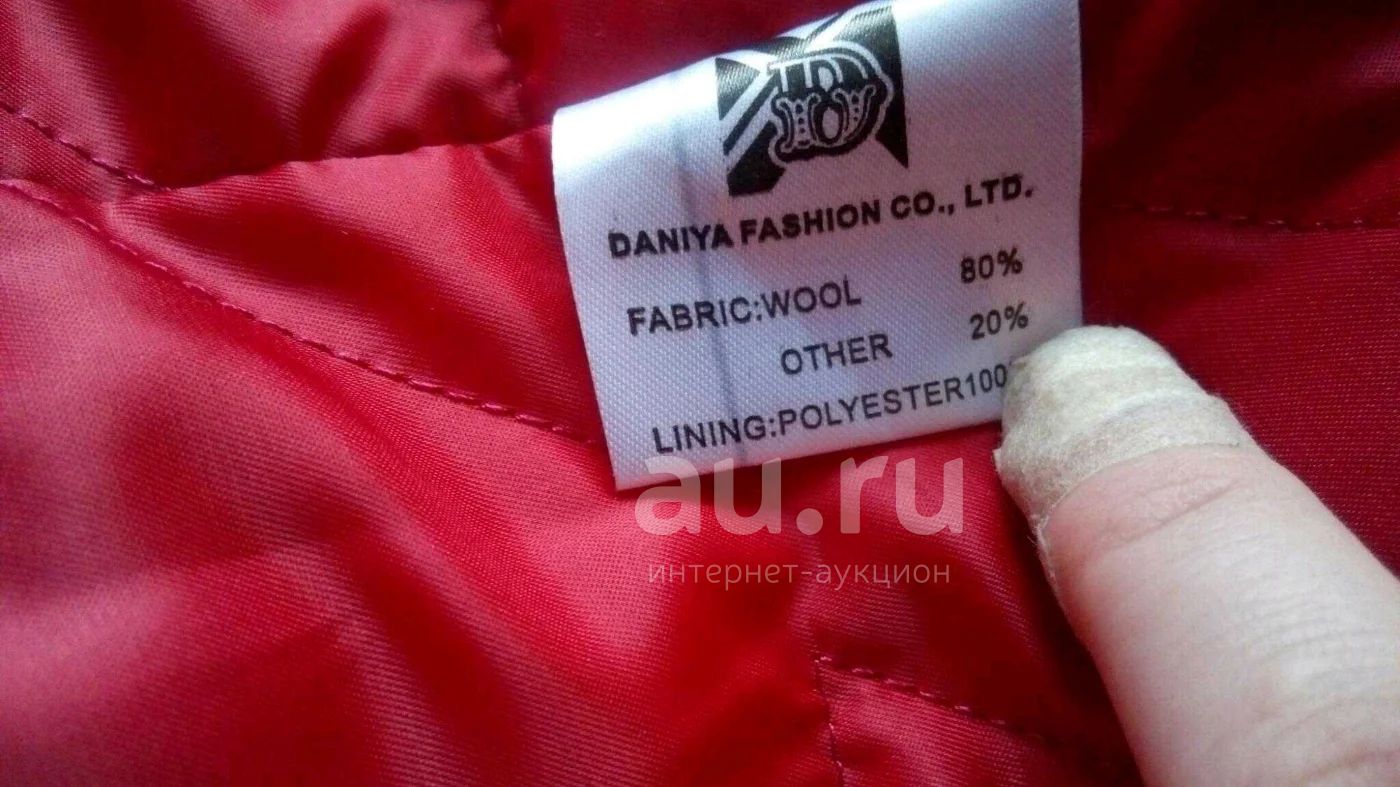 D
DANIYA FASHION CO., LTD.
FABRIC:WOOL 80%
OTHER 20%
LINING:POLYESTER100
au.ru
интернет-аукцион